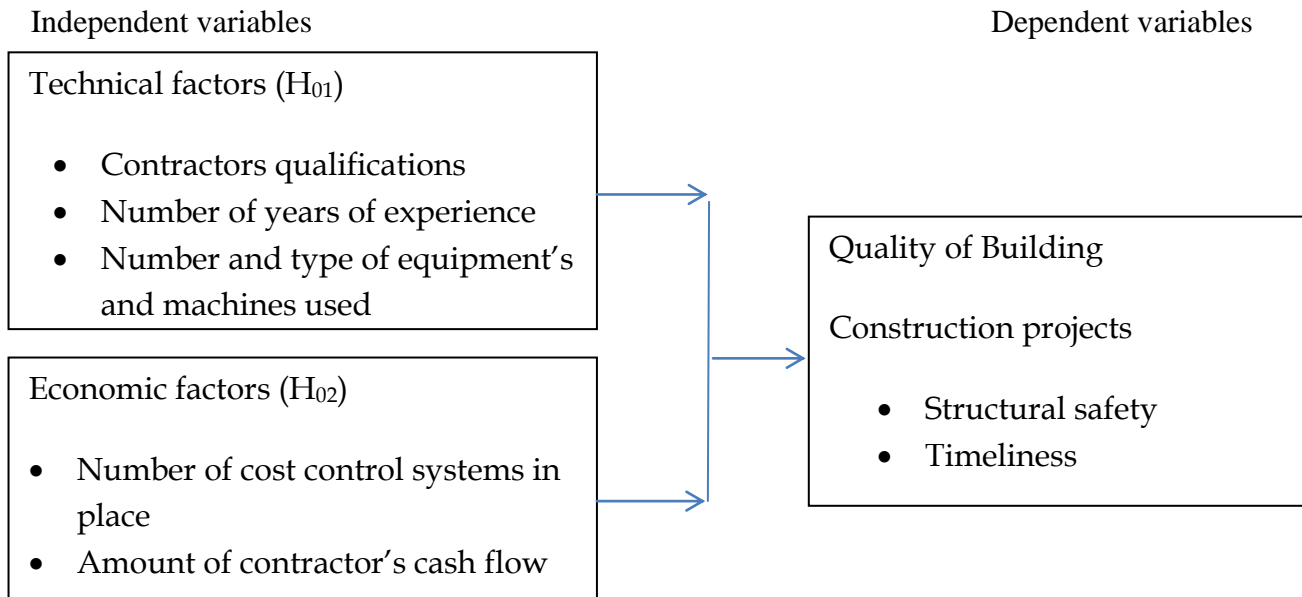 Independent variables
Dependent variables
Technical factors (H01)
• Contractors qualifications
• Number of years of experience
• Number and type of equipment’s
and machines used
Economic factors (H02)
• Number of cost control systems in
place
• Amount of contractor’s cash flow
Quality of Building
Construction projects
• Structural safety
• Timeliness